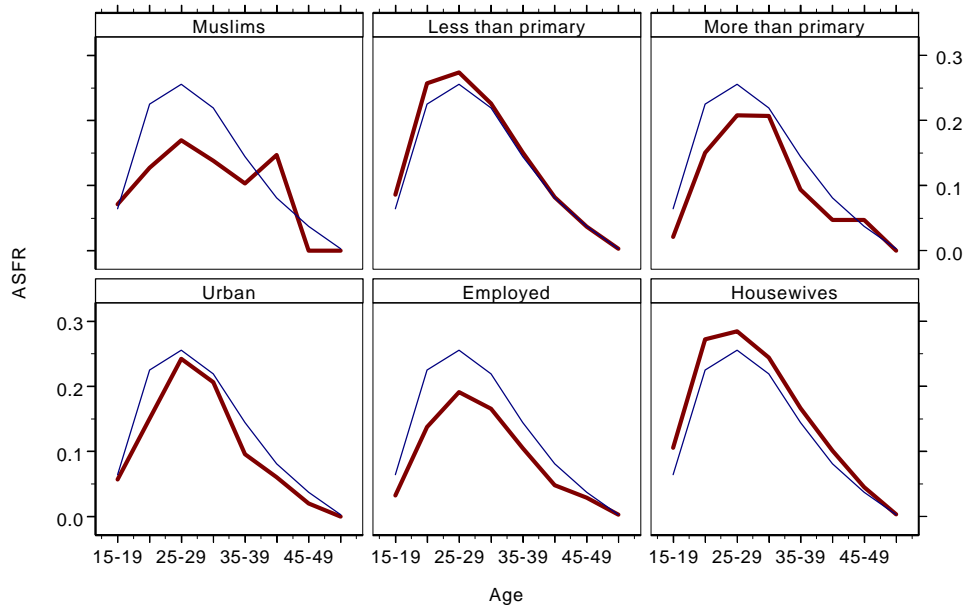 Muslims Less than primary More than primary
0.3
0.2
0.1
0.0
ASFR
Urban Employed Housewives
0.3
0.2
0.1
0.0
15-19 25-29 35-39 45-49 15-19 25-29 35-39 45-49 15-19 25-29 35-39 45-49
Age